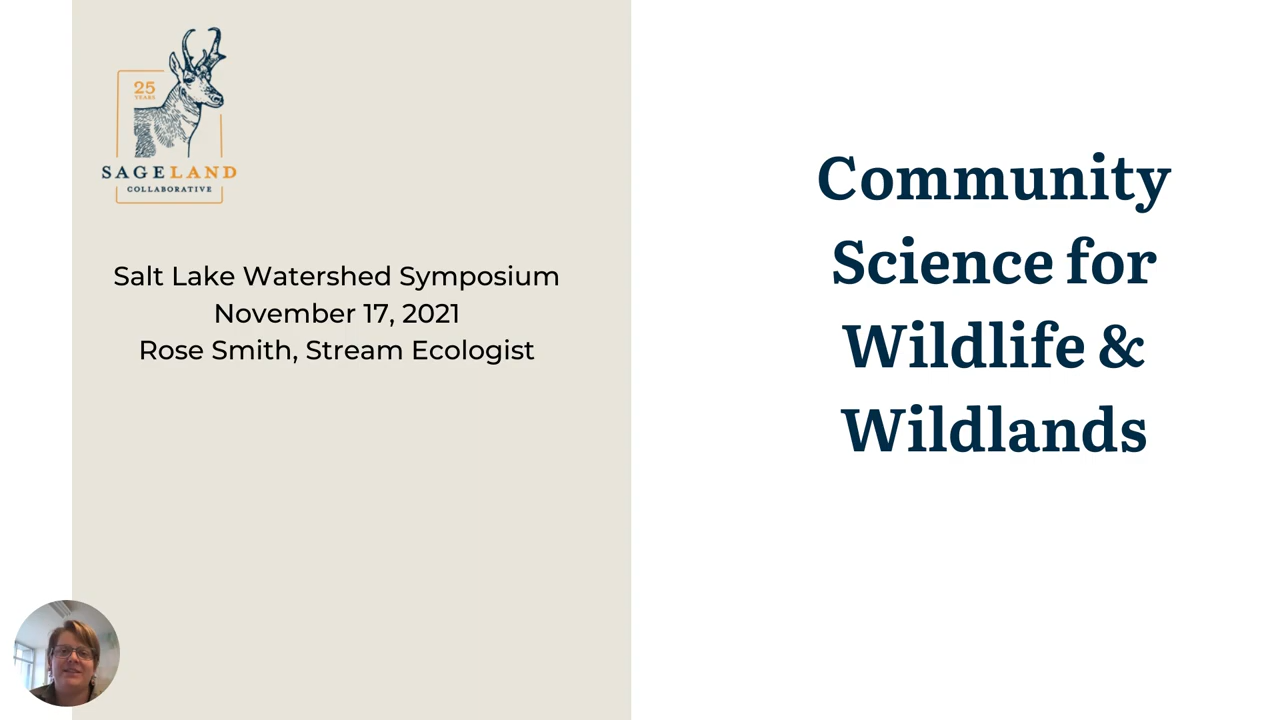 25
YEARS
SAGELAND
COLLABORATIVE
Salt Lake Watershed Symposium
November 17, 2021
Rose Smith, Stream Ecologist
Community
Science for
Wildlife &
Wildlands